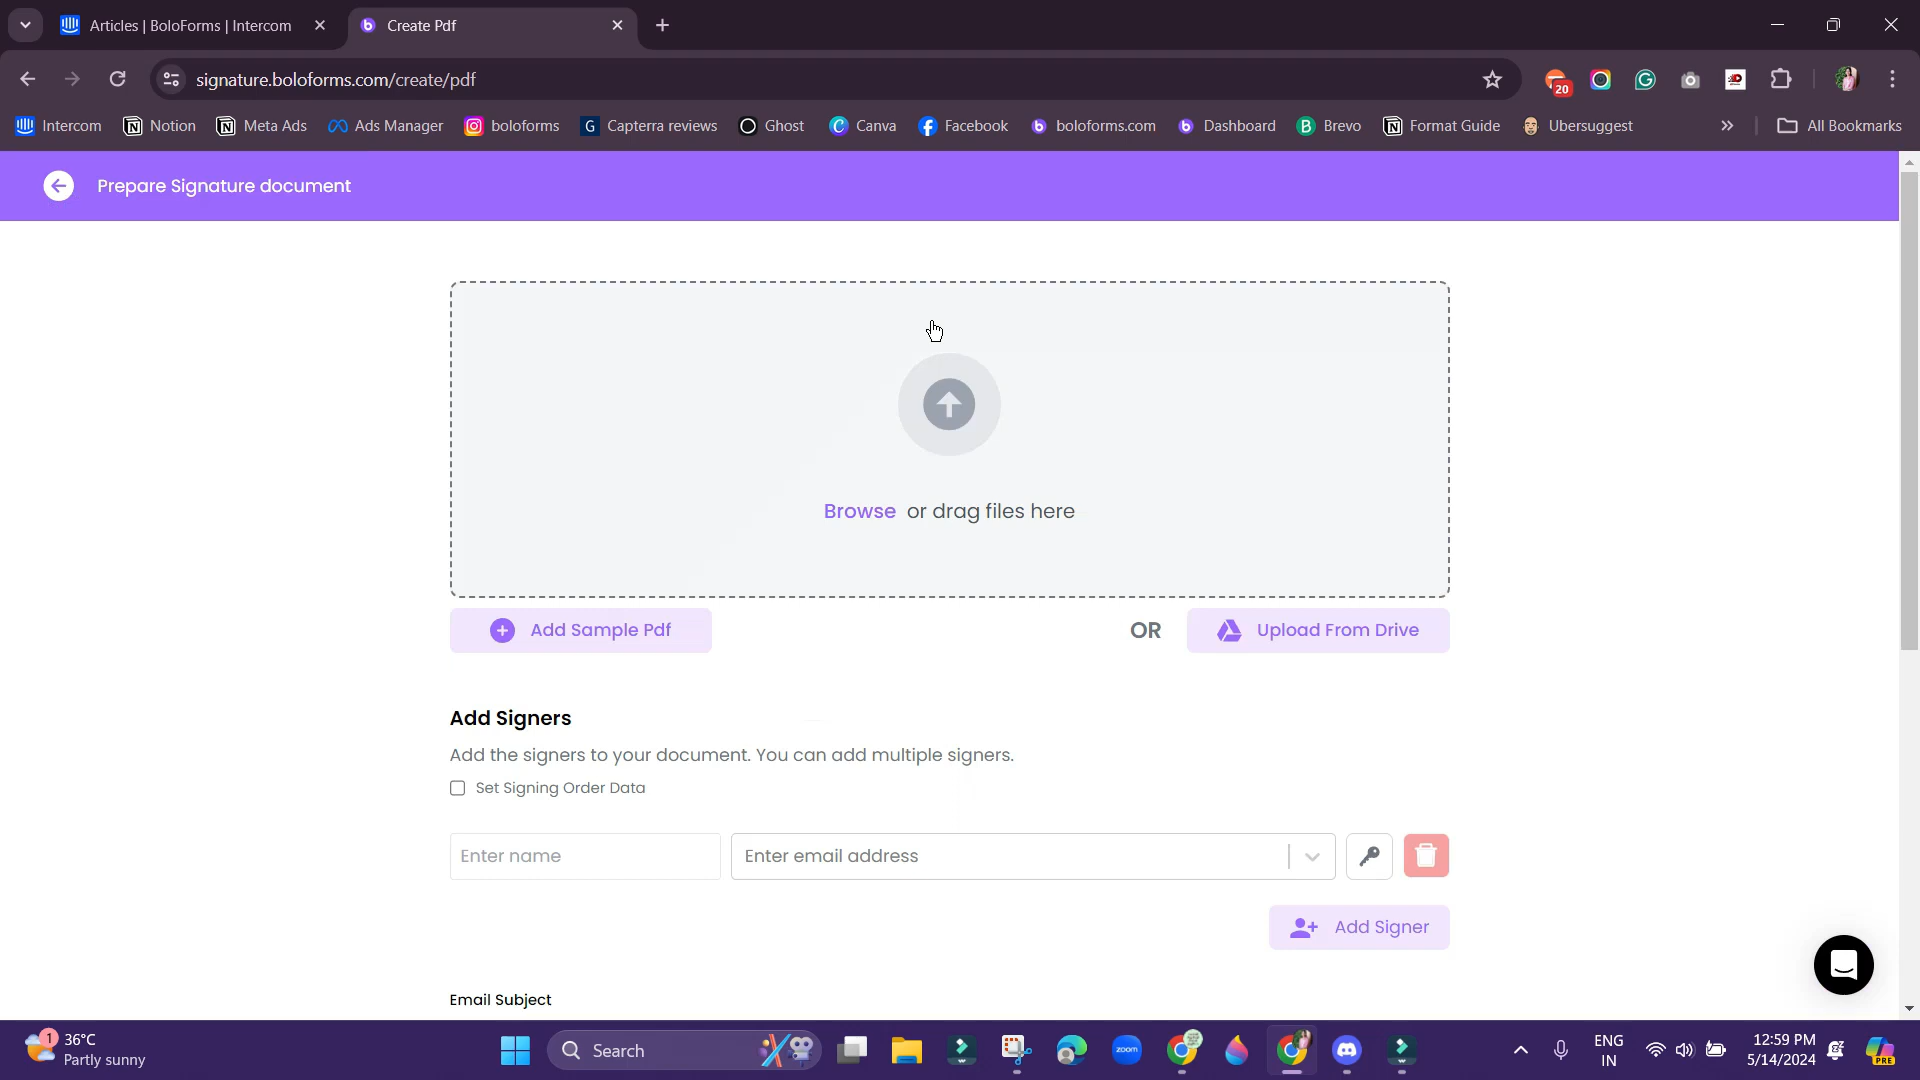 Articles | BoloForms | Intercom
Create Pdf
signature.boloforms.com/create/pdf
20
Intercom
Notion
Meta Ads
Ads Manager
boloforms
Capterra reviews
Ghost
Canva
Facebook
boloforms.com
Dashboard
Brevo
Format Guide
Ubersuggest
All Bookmarks
Prepare Signature document
Browse or drag files here
Add Sample Pdf
OR
Upload From Drive
Add Signers
Add the signers to your document. You can add multiple signers.
Set Signing Order Data
Enter name
Enter email address
Add Signer
Email Subject
1
36°C
Partly sunny
Search
zoom
ENG
IN
12:59 PM
5/14/2024
PRE